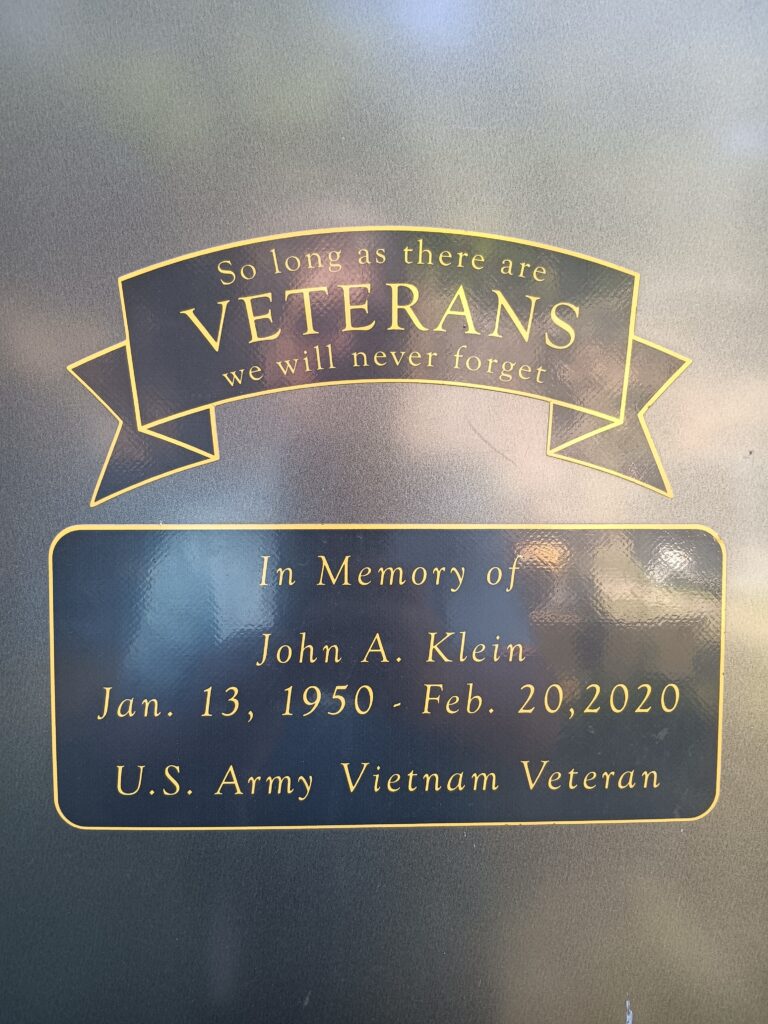 So long as there are
VETERANS
we will never forget
In Memory of
John A. Klein
Jan. 13, 1950 - Feb. 20,2020
U.S. Army Vietnam Veteran